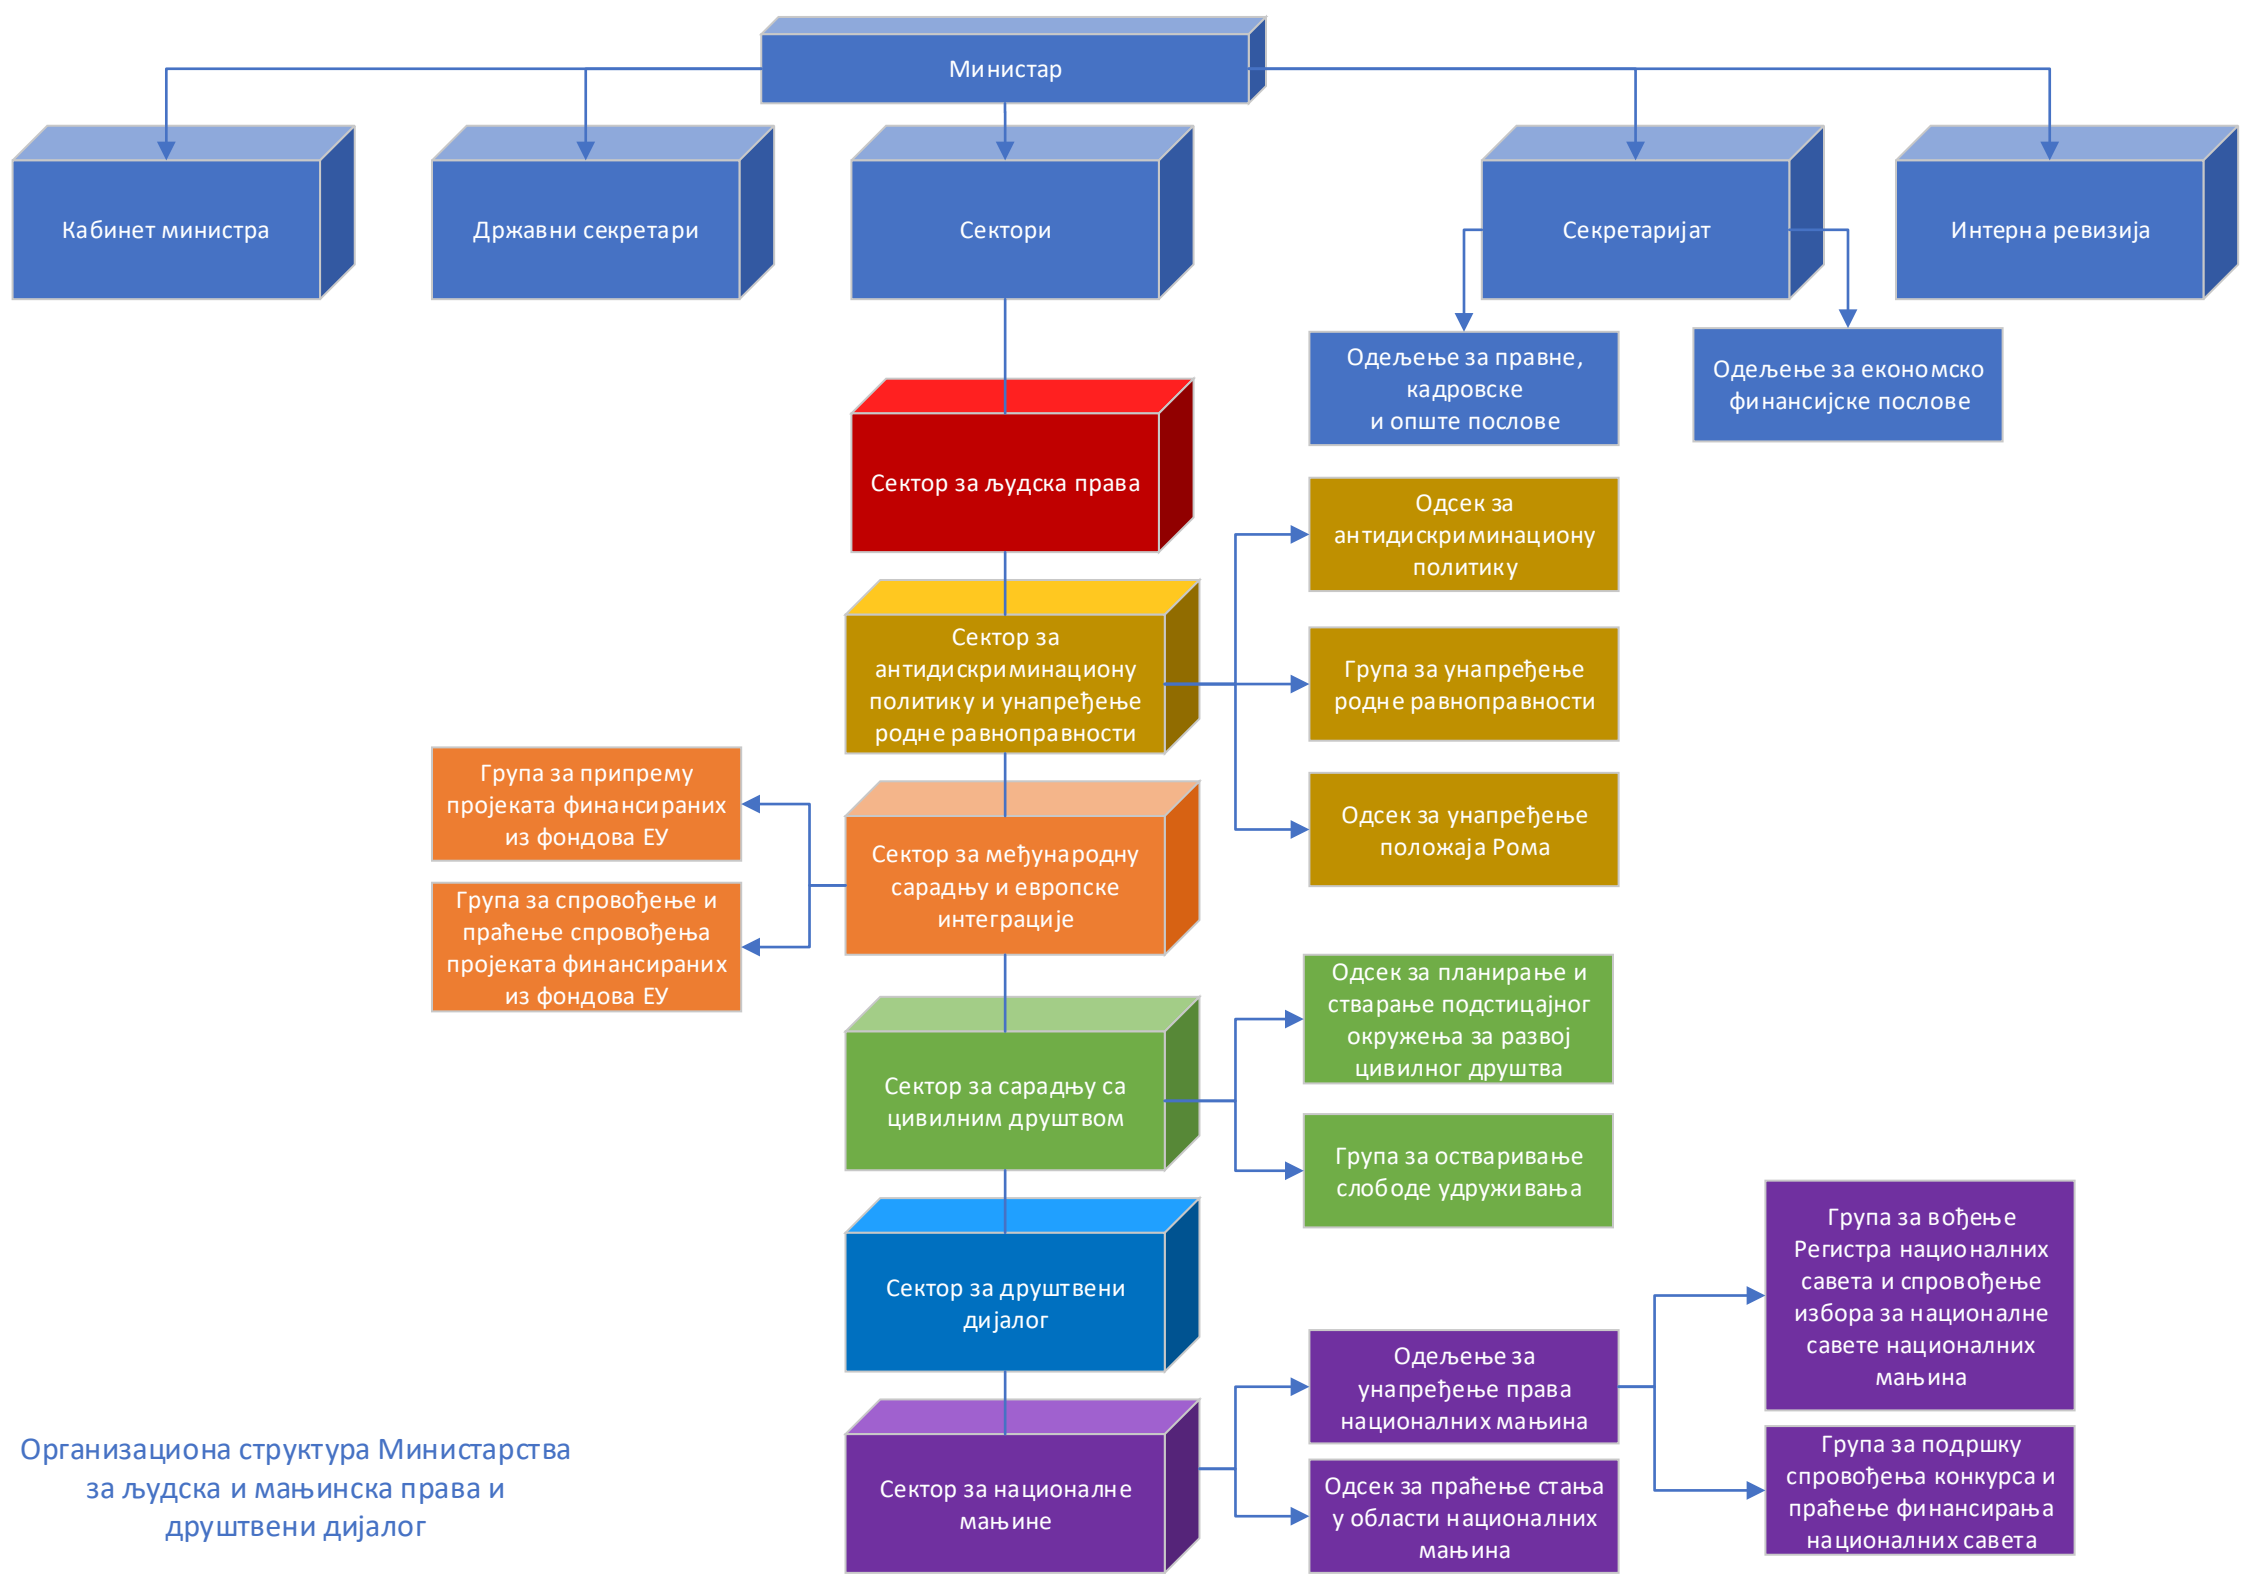 Министар
Кабинет министра
Државни секретари
Сектори
Секретаријат
Интерна ревизија
Одељење за правне,
кадровске
и опште послове
Одељење за економско
финансијске послове
Сектор за људска права
Одсек за
антидискриминациону
политику
Сектор за
антидискриминациону
политику и унапређење
родне равноправности
Група за унапређење
родне равноправности
Одсек за унапређење
положаја Рома
Група за припрему
пројеката финансираних
из фондова ЕУ
Сектор за међународну
сарадњу и европске
интеграције
Група за спровођење и
праћење спровођења
пројеката финансираних
из фондова ЕУ
Одсек за планирање и
стварање подстицајног
окружења за развој
цивилног друштва
Сектор за сарадњу са
цивилним друштвом
Група за остваривање
слободе удруживања
Сектор за друштвени
дијалог
Група за вођење
Регистра националних
савета и спровођење
избора за националне
савете националних
мањина
Одељење за
унапређење права
националних мањина
Сектор за националне
мањине
Одсек за праћење стања
у области националних
мањина
Група за подршку
спровођења конкурса и
праћење финансирања
националних савета
Организациона структура Министарства
за људска и мањинска права и
друштвени дијалог